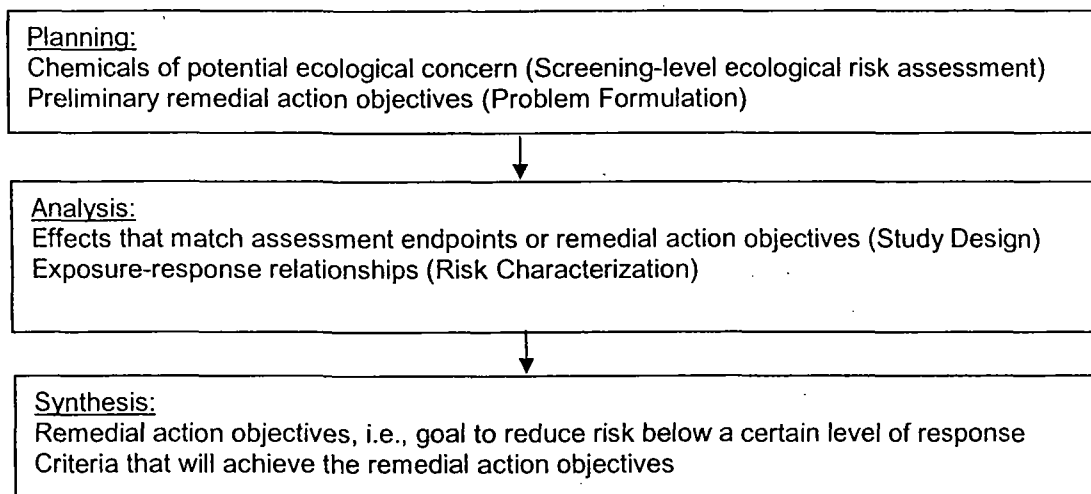 Planning:
Chemicals of potential ecological concern (Screening-level ecological risk assessment)
Preliminary remedial action objectives (Problem Formulation)
Analysis:
Effects that match assessment endpoints or remedial action objectives (Study Design)
Exposure-response relationships (Risk Characterization)
Synthesis:
Remedial action objectives, i.e., goal to reduce risk below a certain level of response
Criteria that will achieve the remedial action objectives